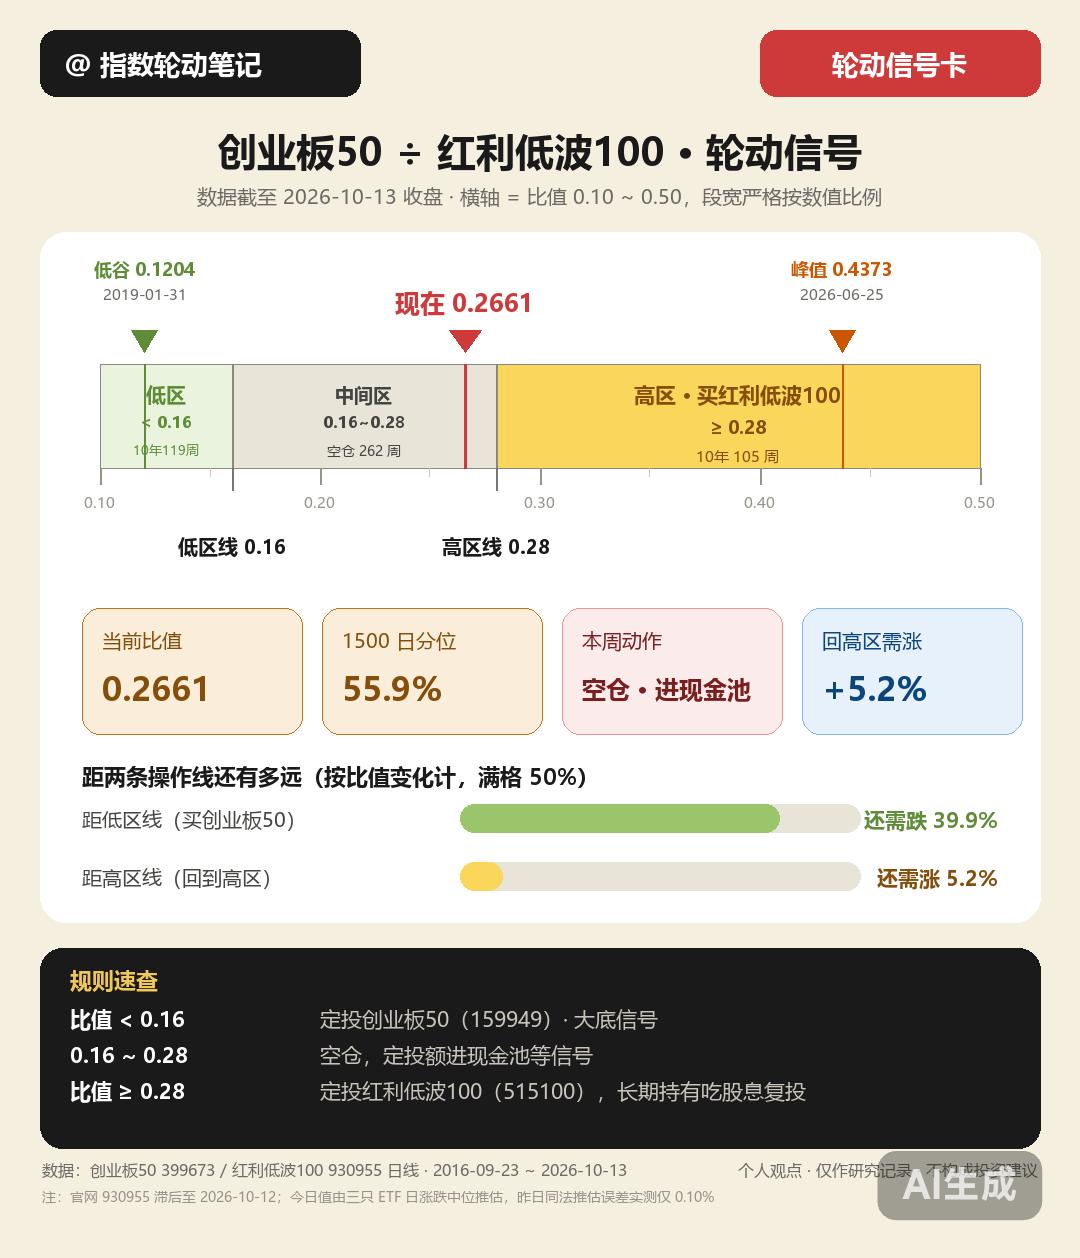 @ 指数轮动笔记
轮动信号卡
创业板50 ÷ 红利低波100 • 轮动信号
数据截至 2026-10-13 收盘 · 横轴 = 比值 0.10 ~ 0.50，段宽严格按数值比例
低谷 0.1204
2019-01-31
现在 0.2661
峰值 0.4373
2026-06-25
低区
< 0.16
10年119周
中间区
0.16~0.28
空仓 262 周
高区 • 买红利低波100
≥ 0.28
10年 105 周
0.10
0.20
0.30
0.40
0.50
低区线 0.16
高区线 0.28
当前比值
0.2661
1500 日分位
55.9%
本周动作
空仓 • 进现金池
回高区需涨
+5.2%
距两条操作线还有多远（按比值变化计，满格 50%）
距低区线（买创业板50）
还需跌 39.9%
距高区线（回到高区）
还需涨 5.2%
规则速查
比值 < 0.16
定投创业板50（159949）· 大底信号
0.16 ~ 0.28
空仓，定投额进现金池等信号
比值 ≥ 0.28
定投红利低波100（515100），长期持有吃股息复投
数据：创业板50 399673 / 红利低波100 930955 日线 · 2016-09-23 ~ 2026-10-13
个人观点 · 仅作研究记录，不构成投资建议
注：官网 930955 滞后至 2026-10-12；今日值由三只 ETF 日涨跌中位推估，昨日同法推估误差实测仅 0.10%
AI生成